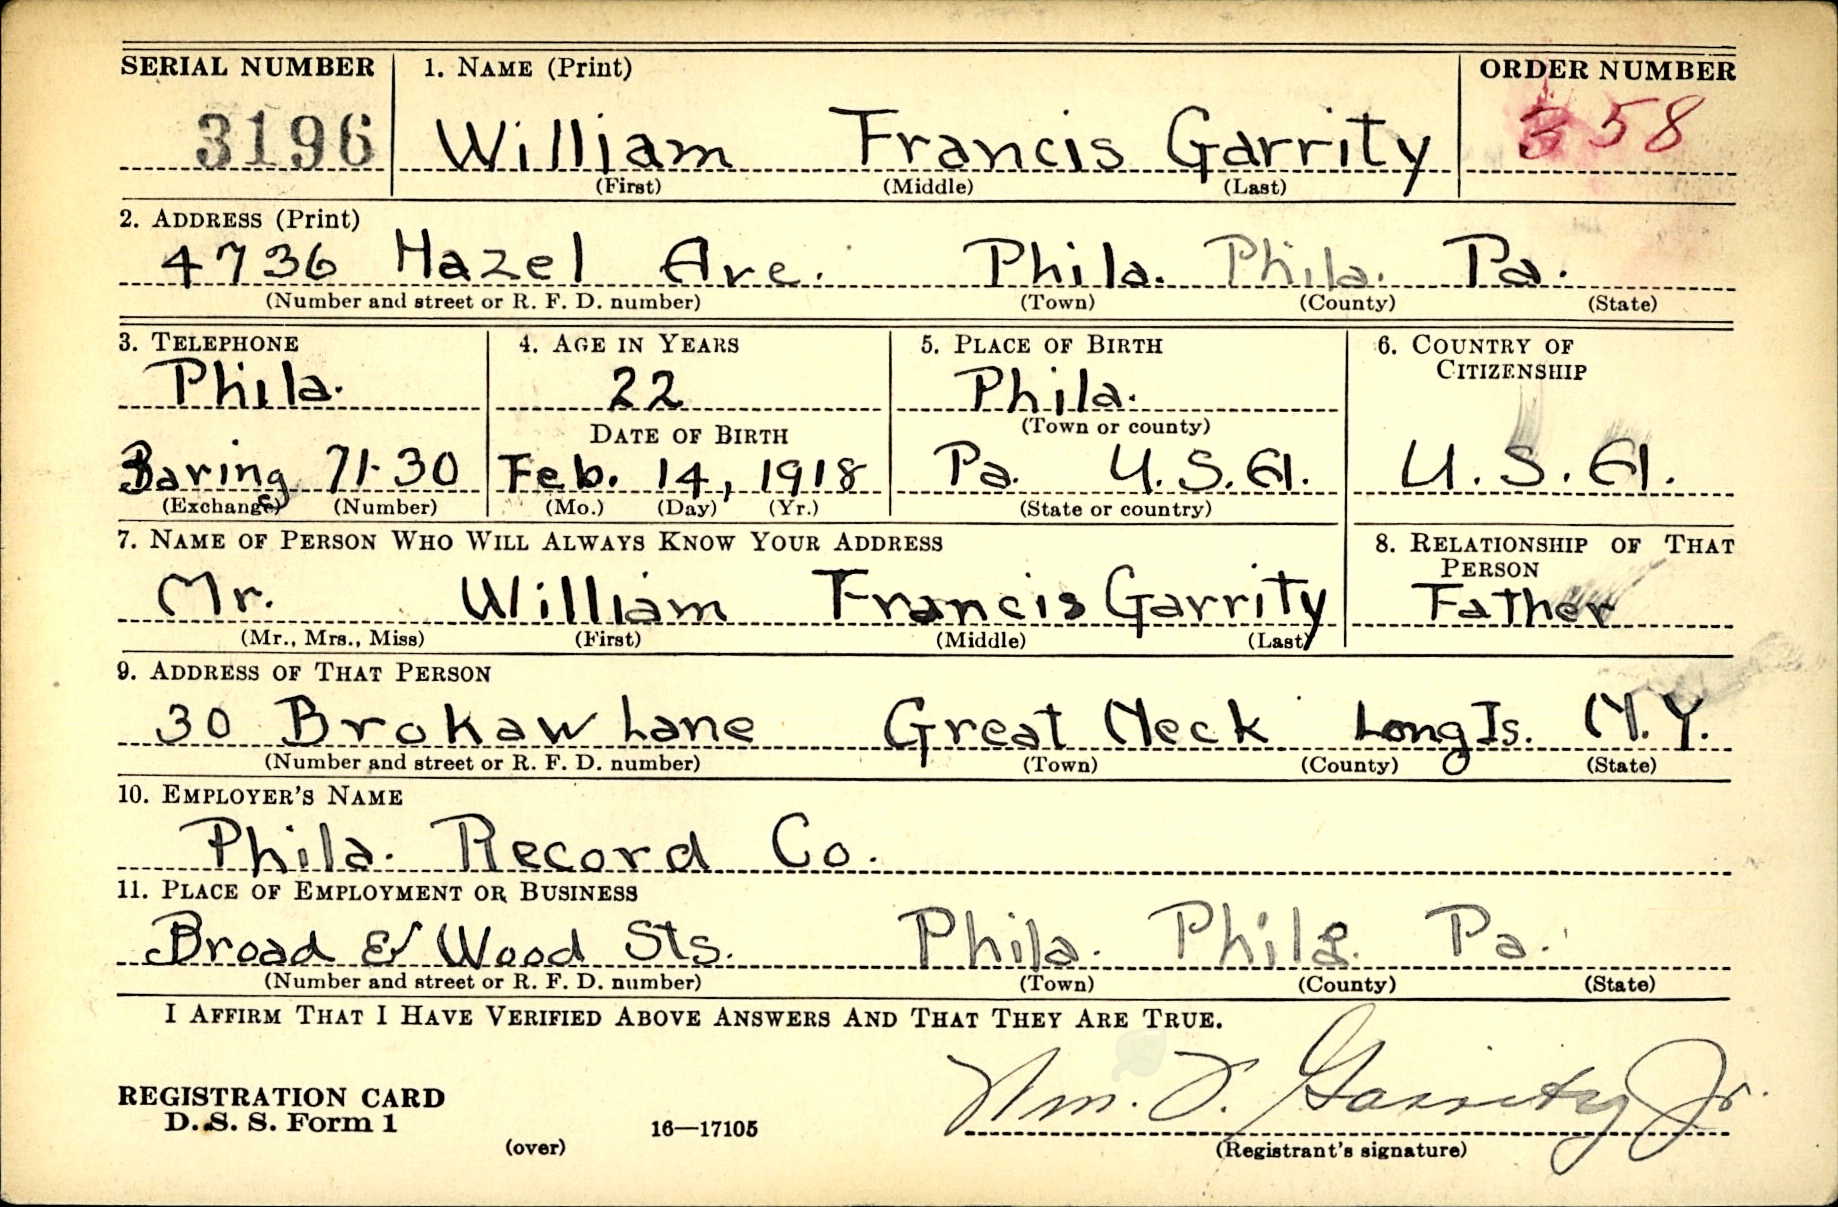 SERIAL NUMBER 1. NAME (Print) ORDER NUMBER
3196 William Francis Garrity 358
(First) (Middle) (Last)
2. ADDRESS (Print)
4736 Hazel Ave. Phila. Phila. Pa.
(Number and street or R. F. D. number) (Town) (County) (State)
3. TELEPHONE 4. AGE IN YEARS 5. PLACE OF BIRTH 6. COUNTRY OF CITIZENSHIP
Phila. 22 Phila.
DATE OF BIRTH (Town or county)
Baring 71-30 Feb. 14, 1918 Pa. U.S.A. U.S.A.
(Exchange) (Number) (Mo.) (Day) (Yr.) (State or country)
7. NAME OF PERSON WHO WILL ALWAYS KNOW YOUR ADDRESS 8. RELATIONSHIP OF THAT PERSON
Mr. William Francis Garrity Father
(Mr., Mrs., Miss) (First) (Middle) (Last)
9. ADDRESS OF THAT PERSON
30 Brokaw Lane Great Neck Long Is. N.Y.
(Number and street or R. F. D. number) (Town) (County) (State)
10. EMPLOYER'S NAME
Phila. Record Co.
11. PLACE OF EMPLOYMENT OR BUSINESS
Broad & Wood Sts. Phila. Phila. Pa.
(Number and street or R. F. D. number) (Town) (County) (State)
I AFFIRM THAT I HAVE VERIFIED ABOVE ANSWERS AND THAT THEY ARE TRUE.
REGISTRATION CARD
D. S. S. Form 1
(over) 16—17105
Wm. F. Garrity Jr.
(Registrant's signature)